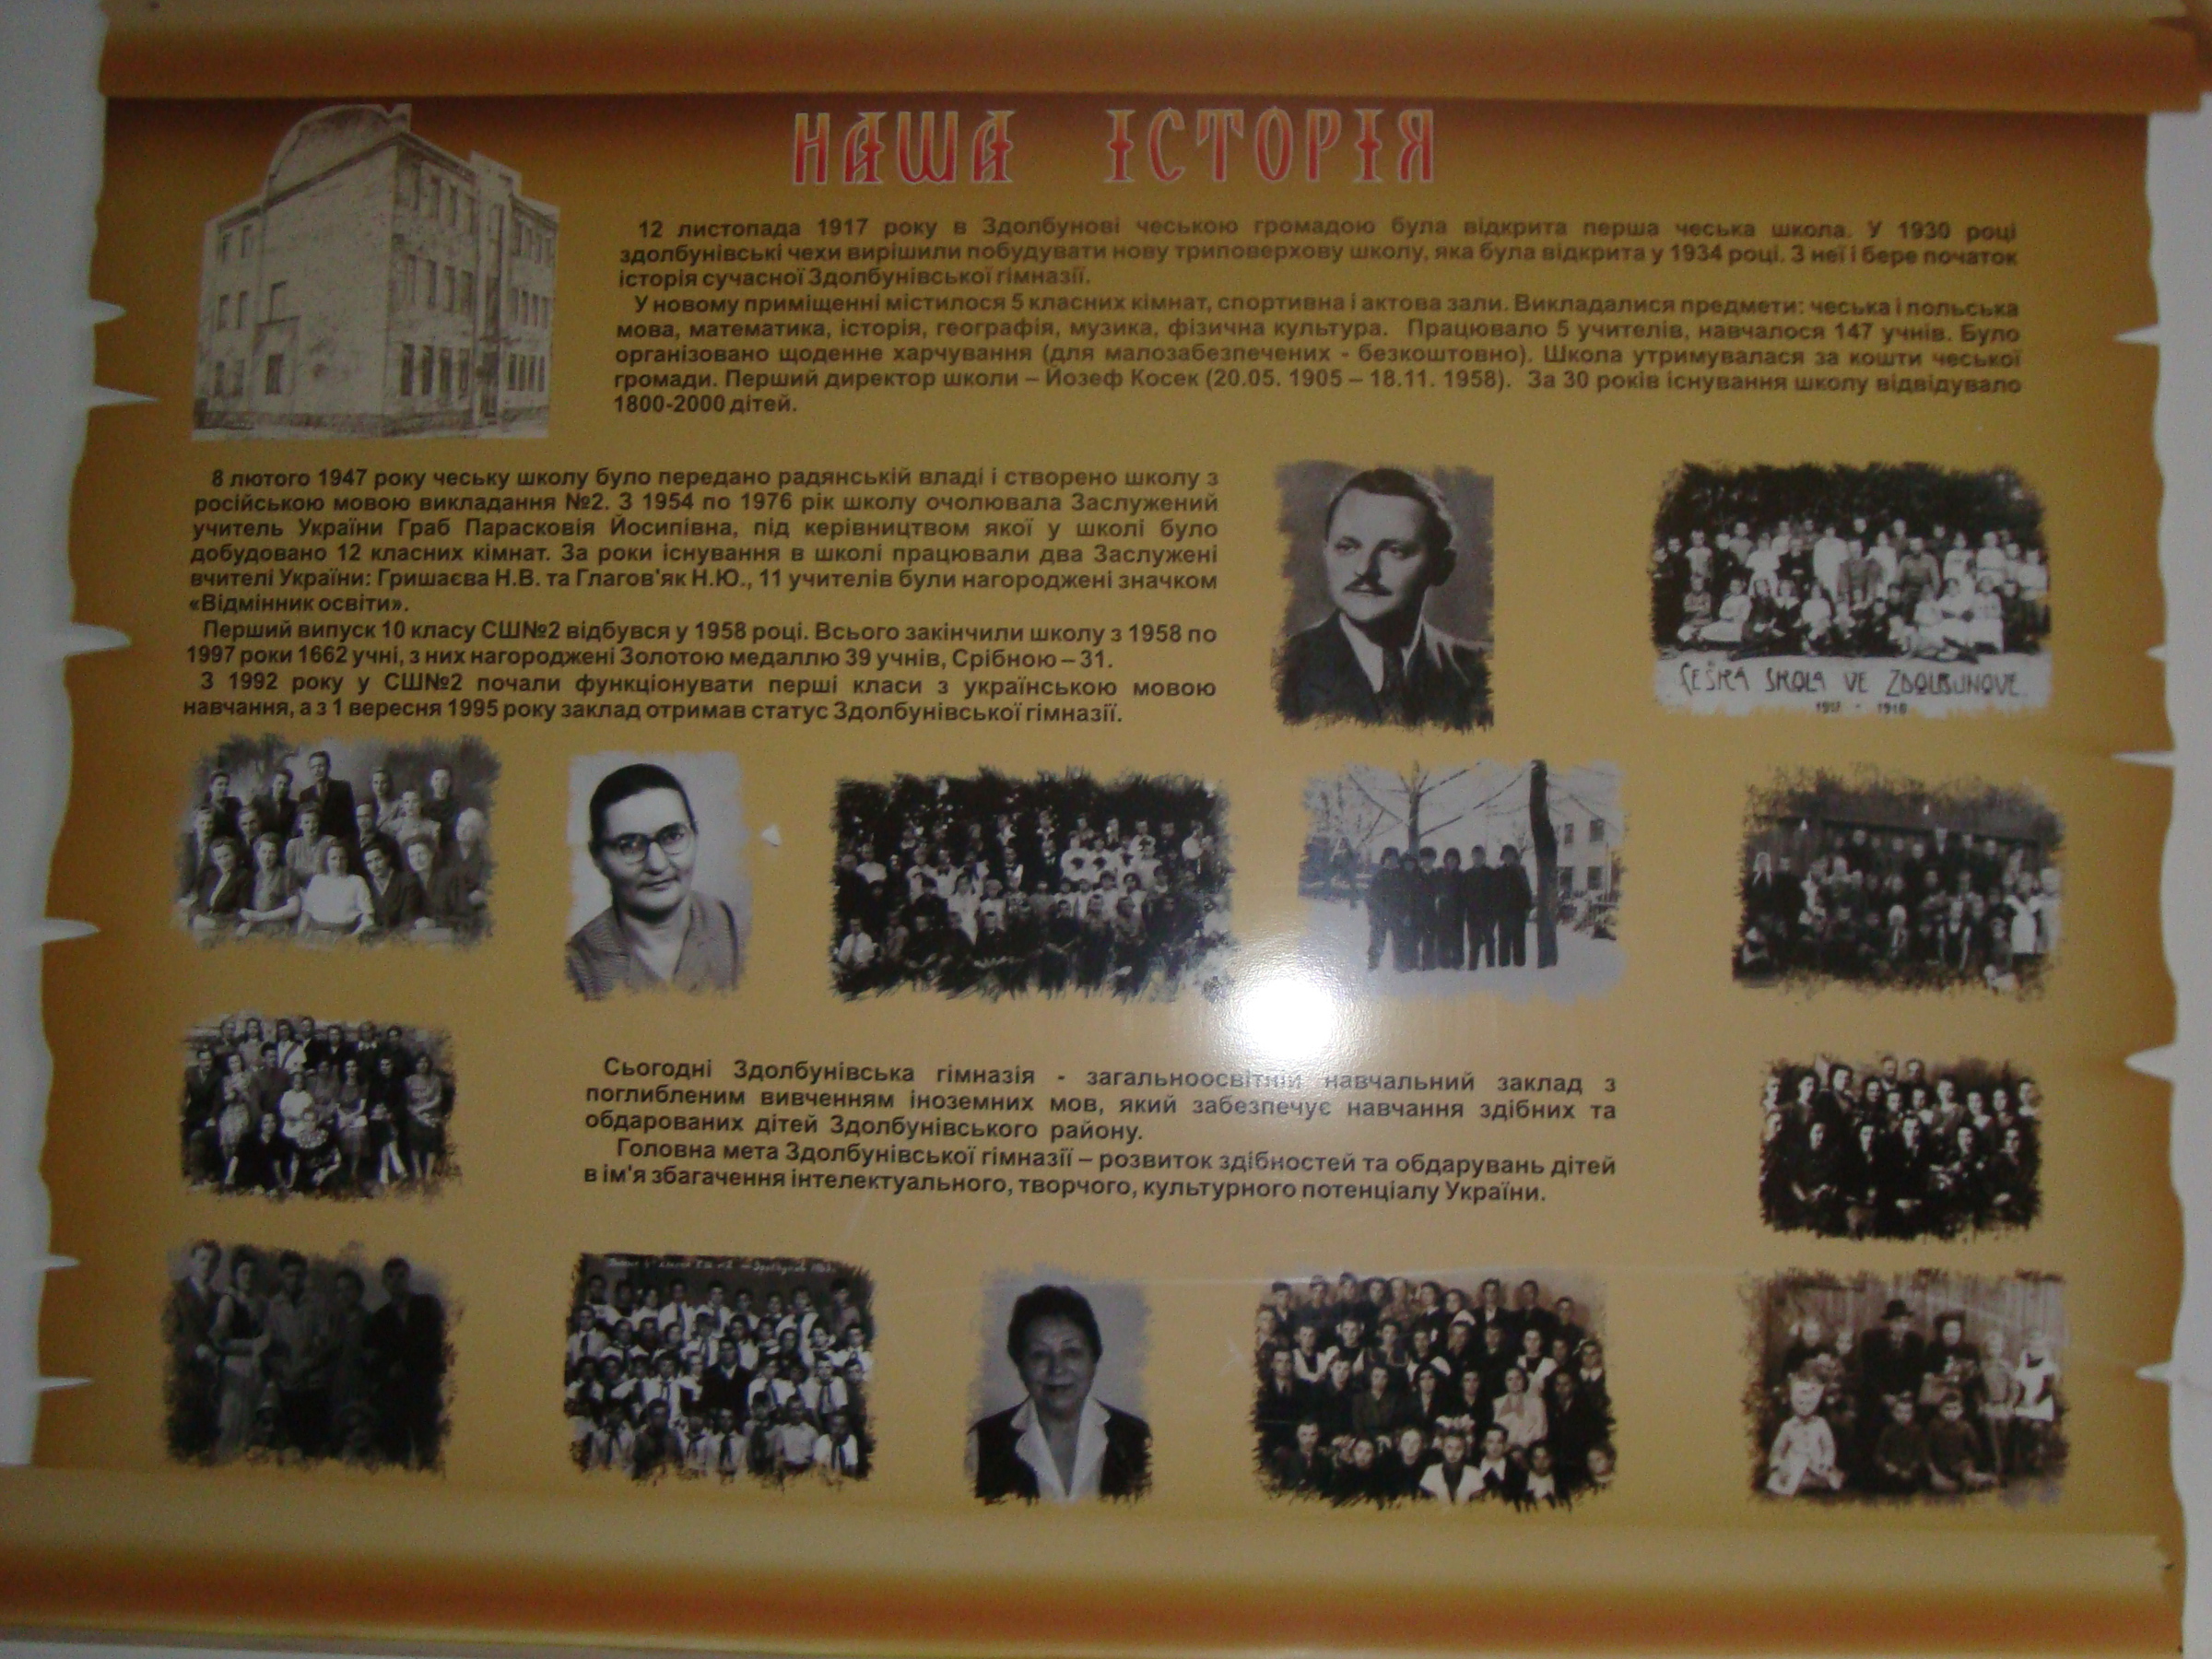 НАША ІСТОРІЯ
12 листопада 1917 року в Здолбунові чеською громадою була відкрита перша чеська школа. У 1930 році
здолбунівські чехи вирішили побудувати нову триповерхову школу, яка була відкрита у 1934 році. З неї і бере початок
історія сучасної Здолбунівської гімназії.
У новому приміщенні містилося 5 класних кімнат, спортивна і актова зали. Викладалися предмети: чеська і польська
мова, математика, історія, географія, музика, фізична культура. Працювало 5 учителів, навчалося 147 учнів. Було
організовано щоденне харчування (для малозабезпечених - безкоштовно). Школа утримувалася за кошти чеської
громади. Перший директор школи – Йозеф Косек (20.05. 1905 – 18.11. 1958). За 30 років існування школу відвідувало
1800-2000 дітей.
8 лютого 1947 року чеську школу було передано радянській владі і створено школу з
російською мовою викладання №2. З 1954 по 1976 рік школу очолювала Заслужений
учитель України Граб Парасковія Йосипівна, під керівництвом якої у школі було
добудовано 12 класних кімнат. За роки існування в школі працювали два Заслужені
вчителі України: Гришаєва Н.В. та Глагов'як Н.Ю., 11 учителів були нагороджені значком
«Відмінник освіти».
Перший випуск 10 класу СШ№2 відбувся у 1958 році. Всього закінчили школу з 1958 по
1997 роки 1662 учні, з них нагороджені Золотою медаллю 39 учнів, Срібною – 31.
З 1992 року у СШ№2 почали функціонувати перші класи з українською мовою
навчання, а з 1 вересня 1995 року заклад отримав статус Здолбунівської гімназії.
ČEŠKA SKOLA VE ZDOLBUNOVE
1917 - 1918
Сьогодні Здолбунівська гімназія - загальноосвітній навчальний заклад з
поглибленим вивченням іноземних мов, який забезпечує навчання здібних та
обдарованих дітей Здолбунівського району.
Головна мета Здолбунівської гімназії – розвиток здібностей та обдарувань дітей
в ім'я збагачення інтелектуального, творчого, культурного потенціалу України.